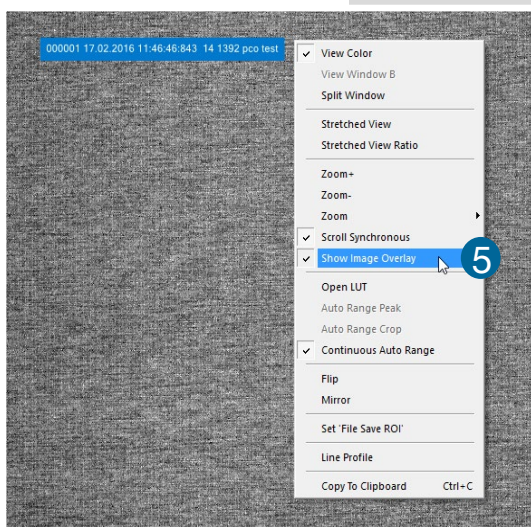 000001 17.02.2016 11:46:46:843 14 1392 pco test
View Color
View Window B
Split Window
Stretched View
Stretched View Ratio
Zoom+
Zoom-
Zoom
Scroll Synchronous
Show Image Overlay 5
Open LUT
Auto Range Peak
Auto Range Crop
Continuous Auto Range
Flip
Mirror
Set 'File Save ROI'
Line Profile
Copy To Clipboard Ctrl+C